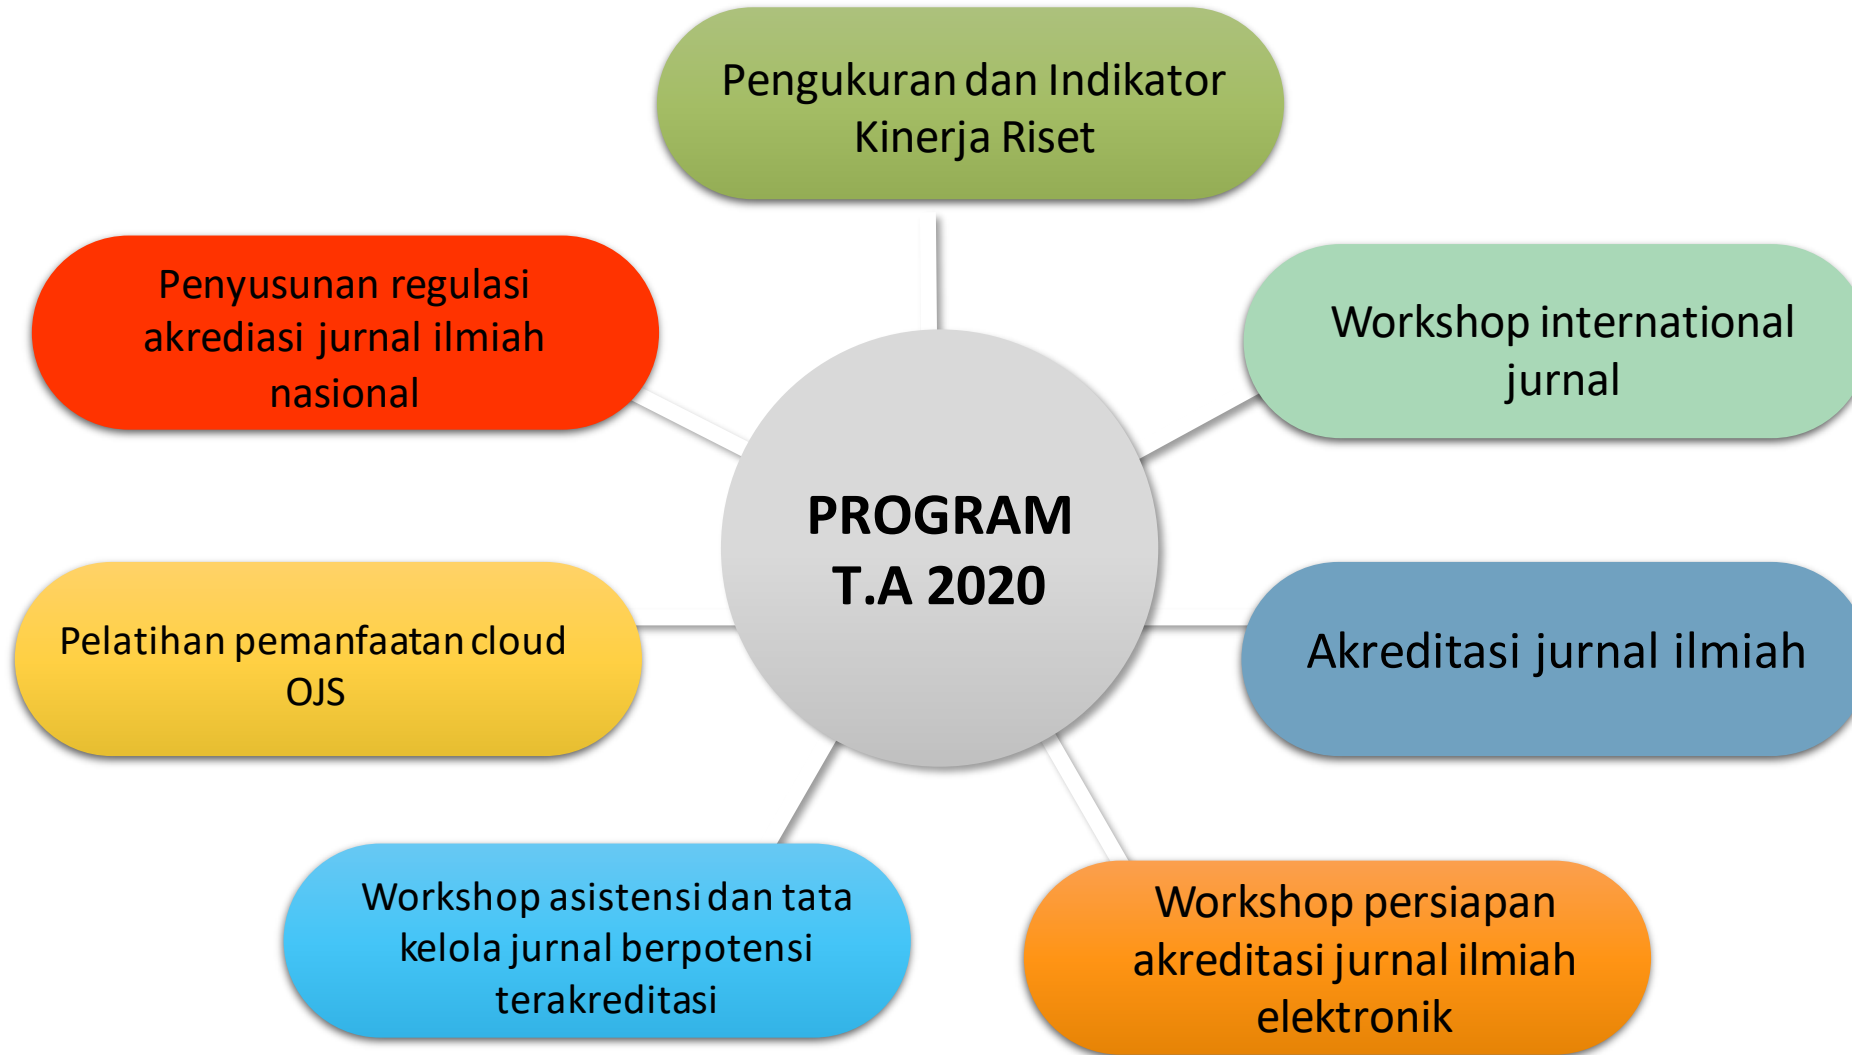 Pengukuran dan Indikator
Kinerja Riset
Penyusunan regulasi
akrediasi jurnal ilmiah
nasional
Workshop international
jurnal
PROGRAM
T.A 2020
Pelatihan pemanfaatan cloud
OJS
Akreditasi jurnal ilmiah
Workshop asistensi dan tata
kelola jurnal berpotensi
terakreditasi
Workshop persiapan
akreditasi jurnal ilmiah
elektronik